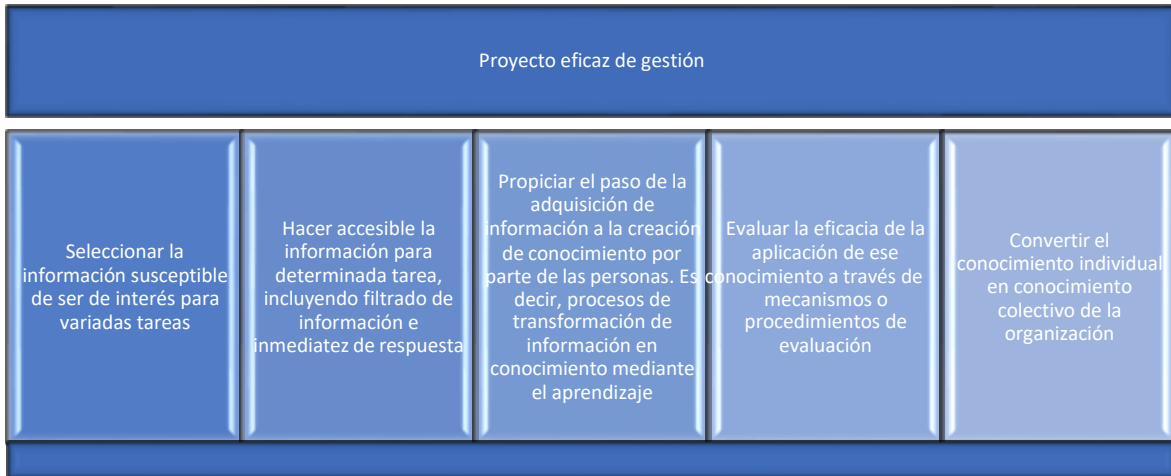 Proyecto eficaz de gestión
Seleccionar la
información susceptible
de ser de interés para
variadas tareas
Hacer accesible la
información para
determinada tarea,
incluyendo filtrado de
información e
inmediatez de respuesta
Propiciar el paso de la
adquisición de
información a la creación
de conocimiento por
parte de las personas. Es
decir, procesos de
transformación de
información en
conocimiento mediante
el aprendizaje
Evaluar la eficacia de la
aplicación de ese
conocimiento a través de
mecanismos o
procedimientos de
evaluación
Convertir el
conocimiento individual
en conocimiento
colectivo de la
organización